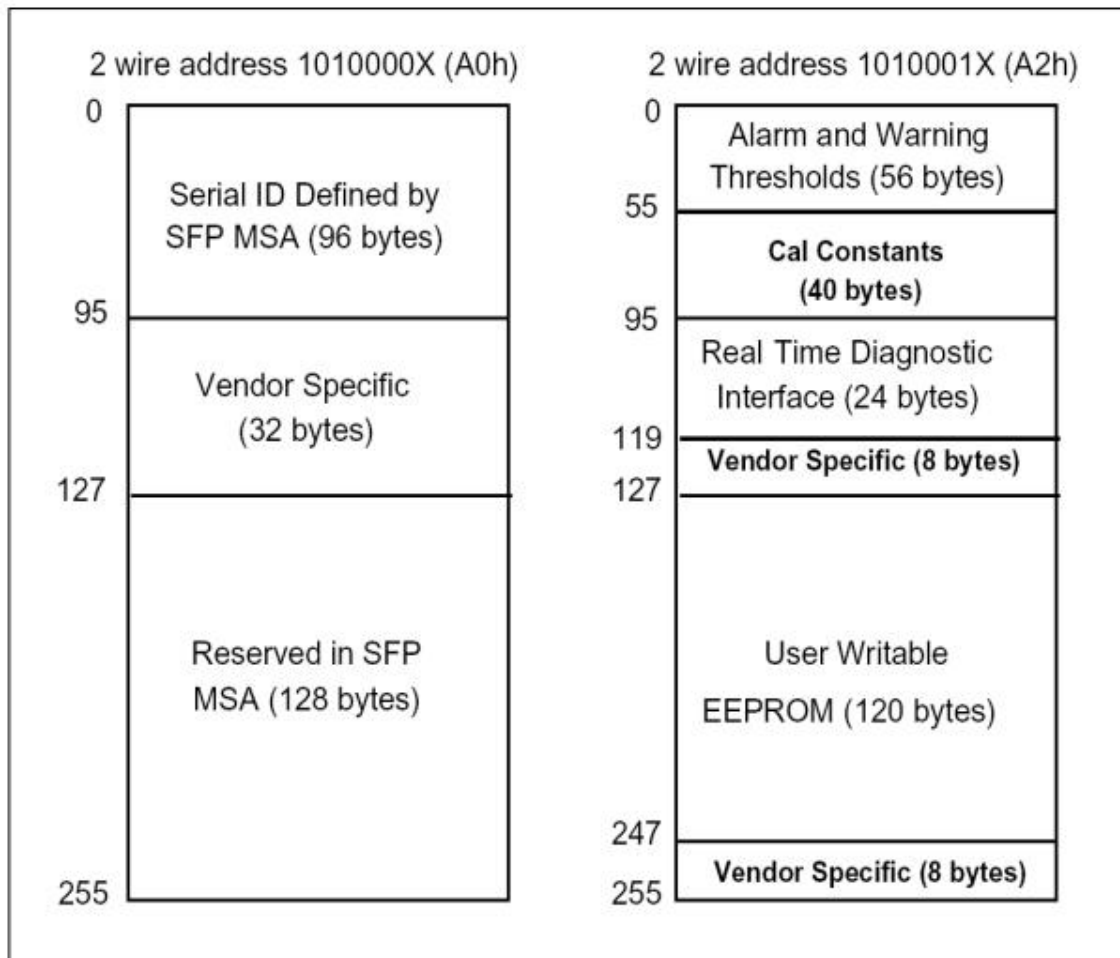 2 wire address 1010000X (A0h)
0
Serial ID Defined by
SFP MSA (96 bytes)
95
Vendor Specific
(32 bytes)
127
Reserved in SFP
MSA (128 bytes)
255
2 wire address 1010001X (A2h)
0
Alarm and Warning
Thresholds (56 bytes)
55
Cal Constants
(40 bytes)
95
Real Time Diagnostic
Interface (24 bytes)
119
Vendor Specific (8 bytes)
127
User Writable
EEPROM (120 bytes)
247
Vendor Specific (8 bytes)
255